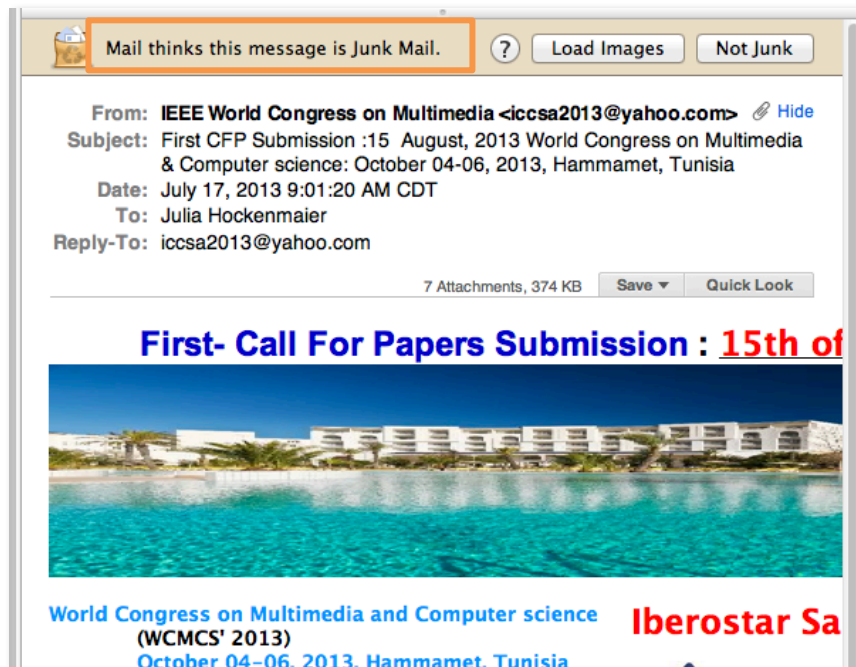 Mail thinks this message is Junk Mail. ? Load Images Not Junk
From: IEEE World Congress on Multimedia <iccsa2013@yahoo.com> Hide
Subject: First CFP Submission :15 August, 2013 World Congress on Multimedia
& Computer science: October 04-06, 2013, Hammamet, Tunisia
Date: July 17, 2013 9:01:20 AM CDT
To: Julia Hockenmaier
Reply-To: iccsa2013@yahoo.com
7 Attachments, 374 KB Save Quick Look
First- Call For Papers Submission : 15th of
World Congress on Multimedia and Computer science
Iberostar Sa
(WCMCS' 2013)
October 04-06, 2013, Hammamet, Tunisia